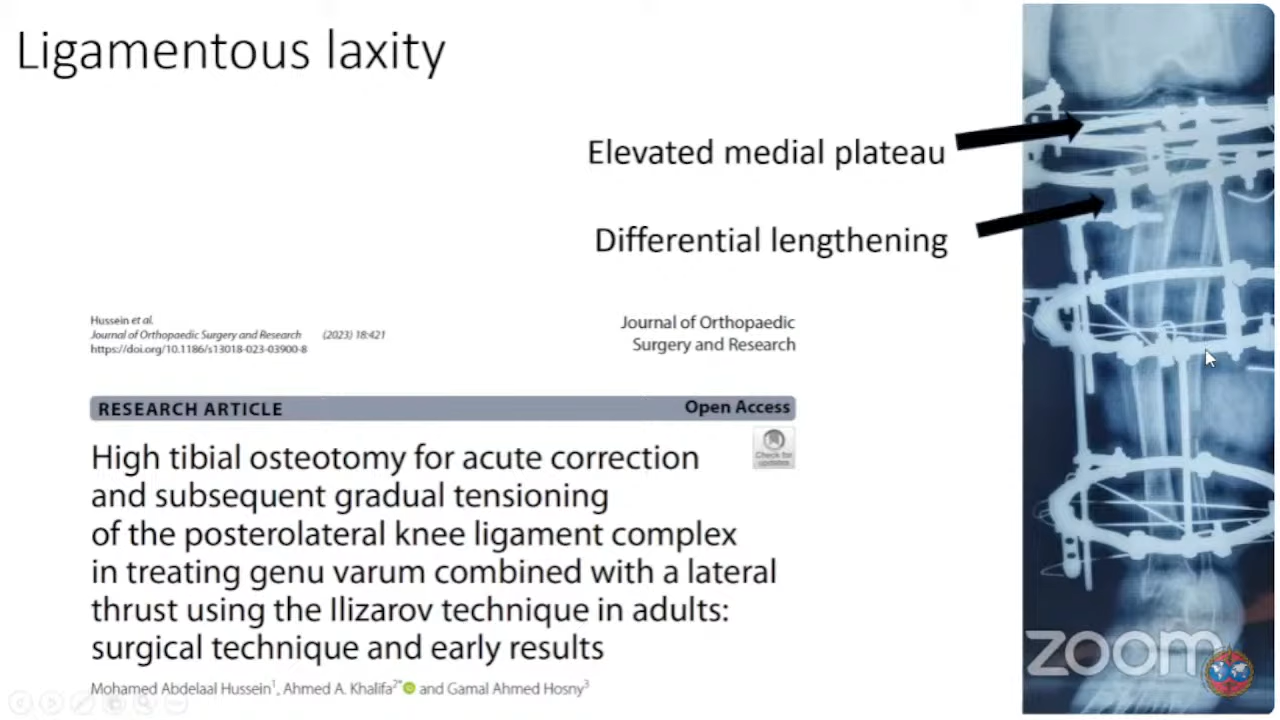 Ligamentous laxity
Elevated medial plateau
Differential lengthening
Hussein et al.
Journal of Orthopaedic Surgery and Research (2023) 18:421
https://doi.org/10.1186/s13018-023-03900-8
Journal of Orthopaedic
Surgery and Research
RESEARCH ARTICLE
Open Access
Check for
updates
High tibial osteotomy for acute correction
and subsequent gradual tensioning
of the posterolateral knee ligament complex
in treating genu varum combined with a lateral
thrust using the Ilizarov technique in adults:
surgical technique and early results
Mohamed Abdelaal Hussein1, Ahmed A. Khalifa2* and Gamal Ahmed Hosny3
zoom